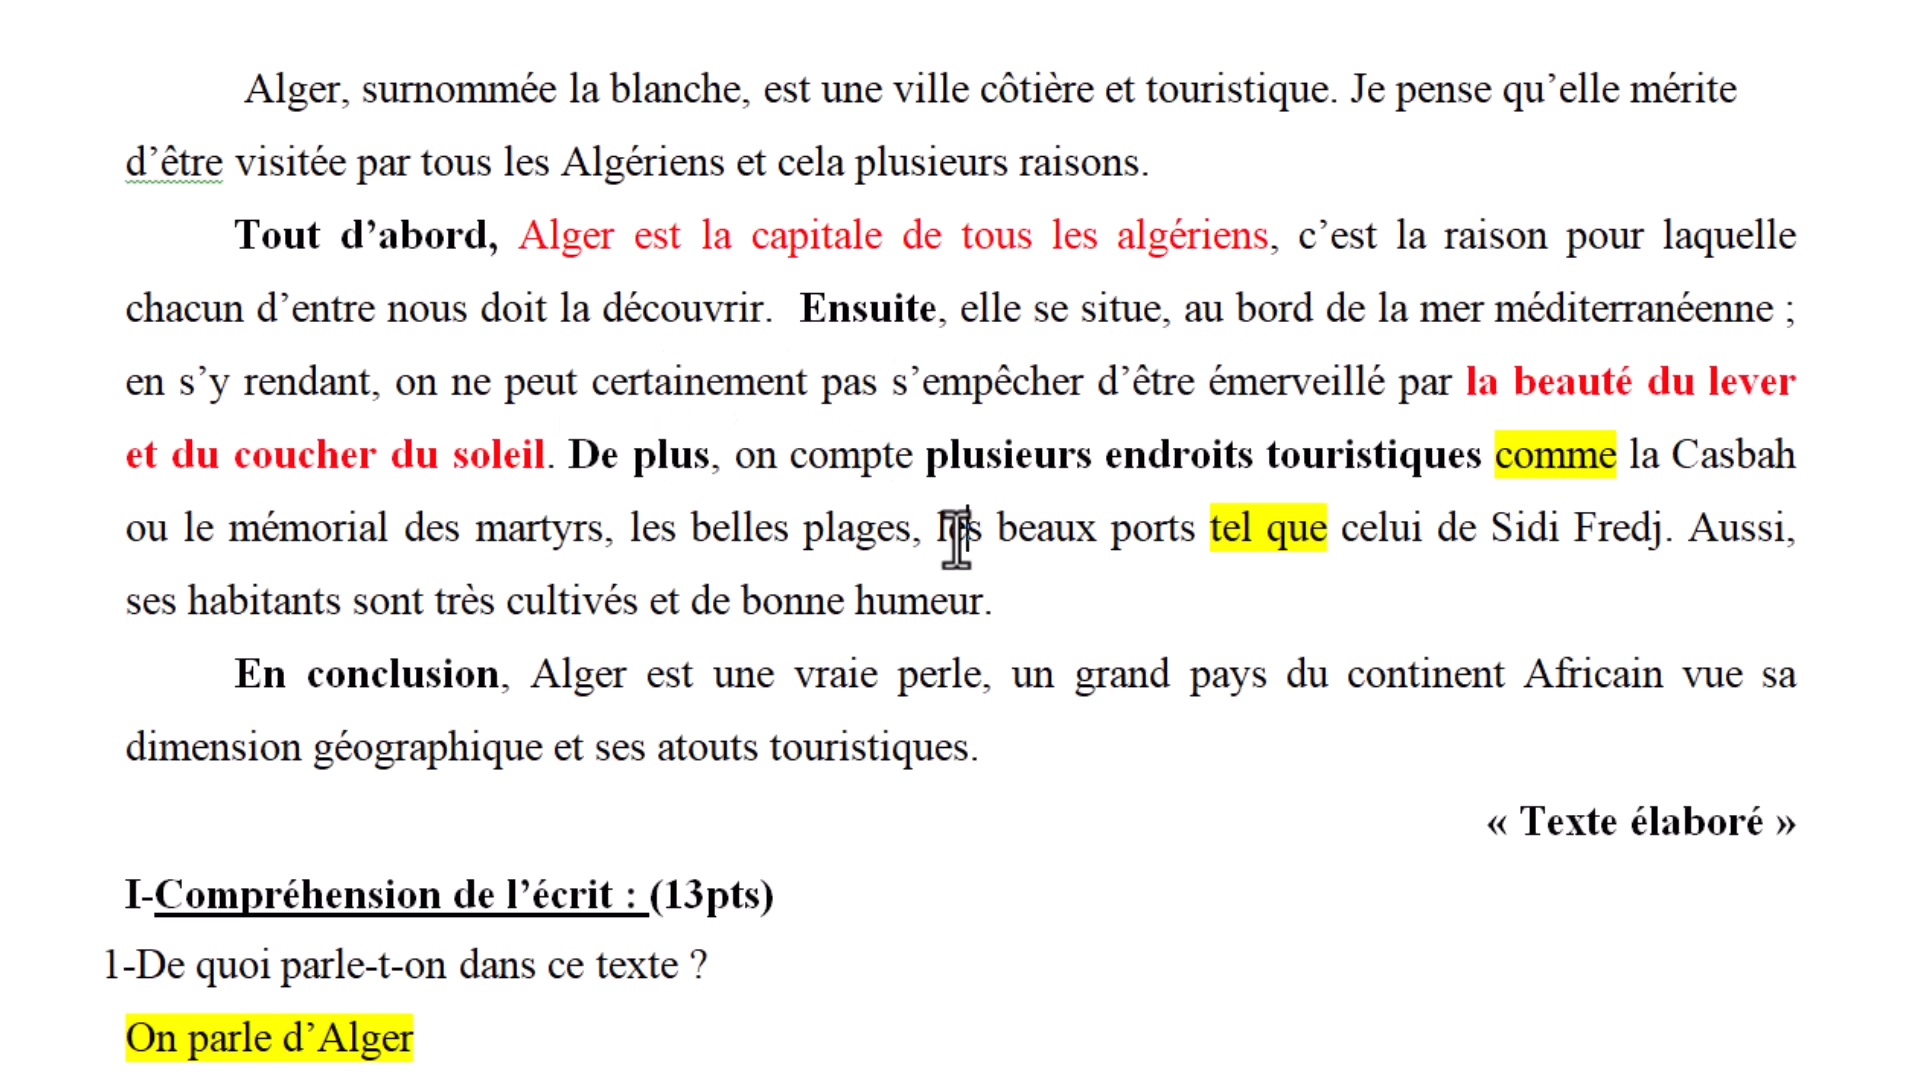 Alger, surnommée la blanche, est une ville côtière et touristique. Je pense qu’elle mérite
d’être visitée par tous les Algériens et cela plusieurs raisons.
Tout d’abord, Alger est la capitale de tous les algériens, c’est la raison pour laquelle
chacun d’entre nous doit la découvrir. Ensuite, elle se situe, au bord de la mer méditerranéenne ;
en s’y rendant, on ne peut certainement pas s’empêcher d’être émerveillé par la beauté du lever
et du coucher du soleil. De plus, on compte plusieurs endroits touristiques comme la Casbah
ou le mémorial des martyrs, les belles plages, les beaux ports tel que celui de Sidi Fredj. Aussi,
ses habitants sont très cultivés et de bonne humeur.
En conclusion, Alger est une vraie perle, un grand pays du continent Africain vue sa
dimension géographique et ses atouts touristiques.
« Texte élaboré »
I-Compréhension de l’écrit : (13pts)
1-De quoi parle-t-on dans ce texte ?
On parle d’Alger